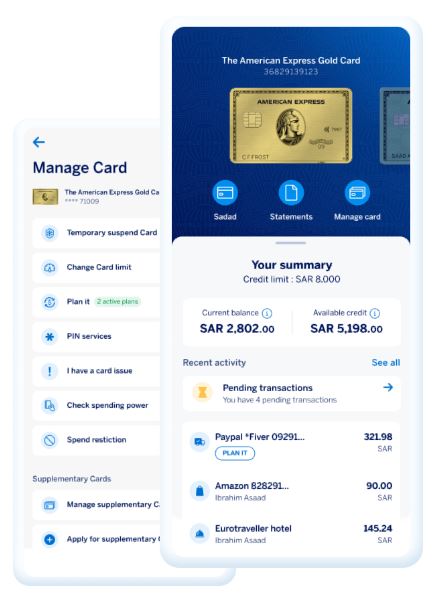 The American Express Gold Card
36829139123
AMERICAN EXPRESS
C F FROST
Sadad
Statements
Manage card
Your summary
Credit limit : SAR 8,000
Current balance
Available credit
SAR 2,802.00
SAR 5,198.00
Recent activity
See all
Pending transactions
You have 4 pending transactions
Paypal *Fiver 09291...
321.98
PLAN IT
SAR
Amazon 828291...
90.00
Ibrahim Asaad
SAR
Eurotraveller hotel
145.24
Ibrahim Asaad
SAR
Manage Card
The American Express Gold Ca
**** 71009
Temporary suspend Card
Change Card limit
Plan it
2 active plans
PIN services
I have a card issue
Check spending power
Spend restiction
Supplementary Cards
Manage supplementary C
Apply for supplementary